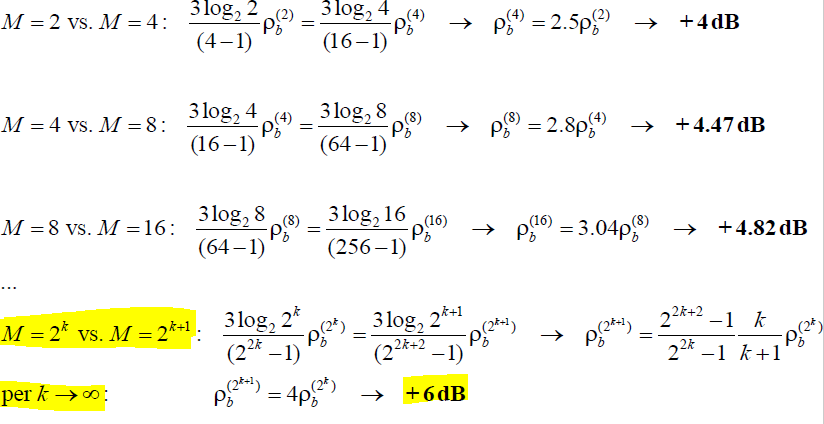 M = 2 vs. M = 4 : 3log₂ 2/(4−1) ρ_b^(2) = 3log₂ 4/(16−1) ρ_b^(4) → ρ_b^(4) = 2.5ρ_b^(2) → +4 dB
M = 4 vs. M = 8 : 3log₂ 4/(16−1) ρ_b^(4) = 3log₂ 8/(64−1) ρ_b^(8) → ρ_b^(8) = 2.8ρ_b^(4) → +4.47 dB
M = 8 vs. M = 16 : 3log₂ 8/(64−1) ρ_b^(8) = 3log₂ 16/(256−1) ρ_b^(16) → ρ_b^(16) = 3.04ρ_b^(8) → +4.82 dB
...
M = 2^k vs. M = 2^(k+1) : 3log₂ 2^k/(2^(2k) −1) ρ_b^(2^k) = 3log₂ 2^(k+1)/(2^(2k+2) −1) ρ_b^(2^(k+1)) → ρ_b^(2^(k+1)) = (2^(2k+2) −1)/(2^(2k) −1) k/(k+1) ρ_b^(2^k)
per k → ∞: ρ_b^(2^(k+1)) = 4ρ_b^(2^k) → +6 dB